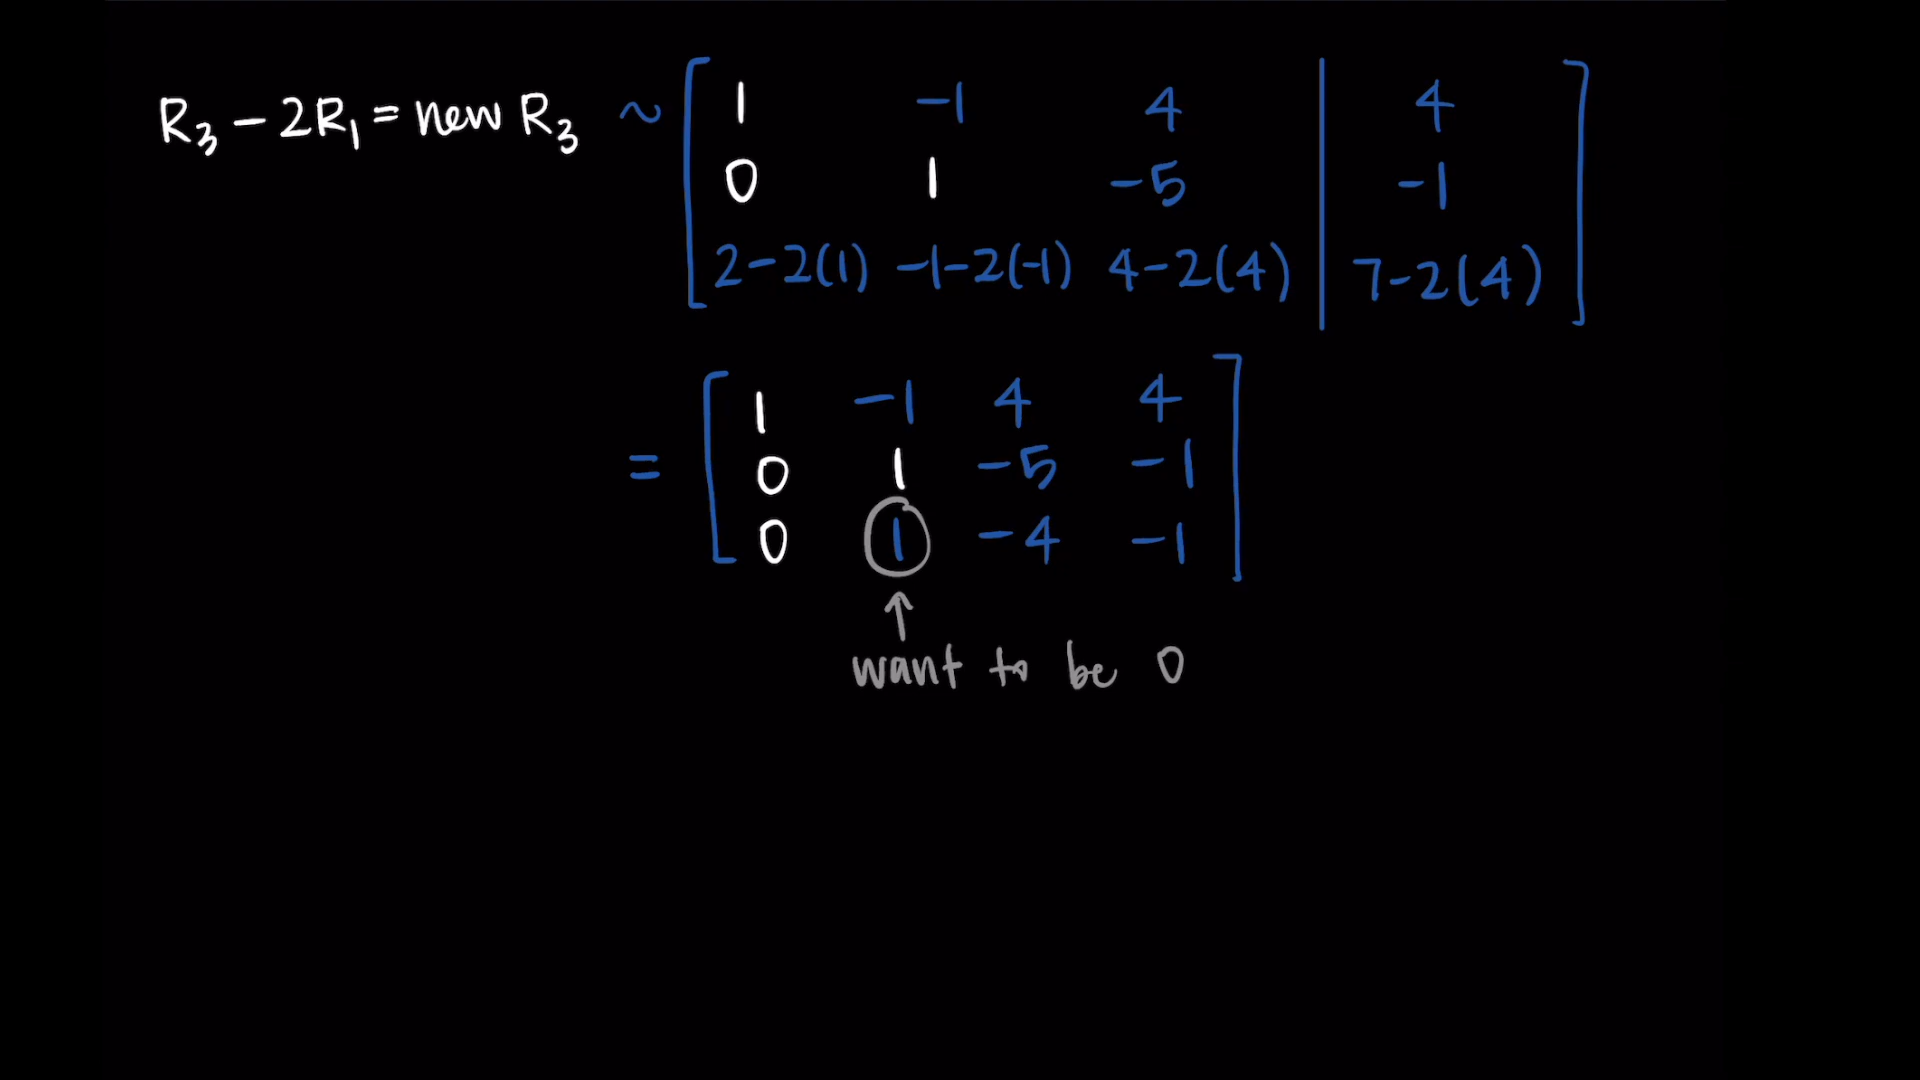 R₃ - 2R₁ = new R₃ ~ [ 1 -1 4 | 4 ]
0 1 -5 | -1
2-2(1) -1-2(-1) 4-2(4) | 7-2(4)
= [ 1 -1 4 4 ]
0 1 -5 -1
0 1 -4 -1
↑
want to be 0